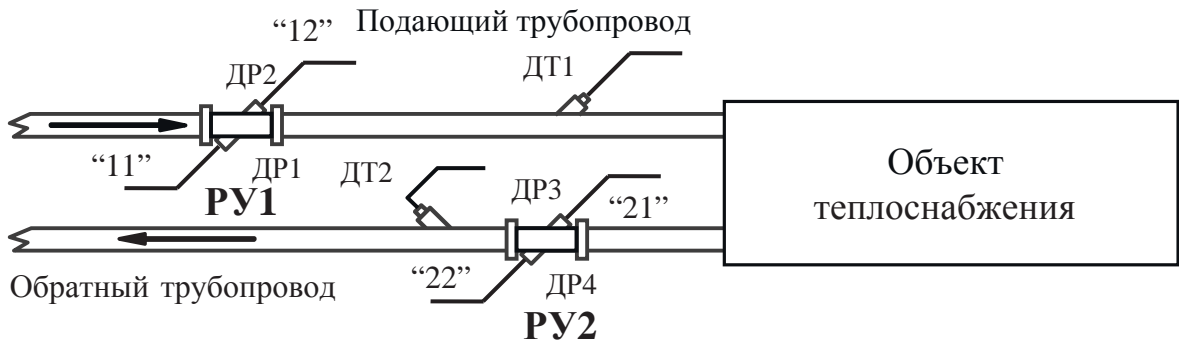 “12”
Подающий трубопровод
ДР2
ДТ1
“11”
ДР1
РУ1
Объект
теплоснабжения
ДТ2
ДР3
“21”
“22”
ДР4
Обратный трубопровод
РУ2